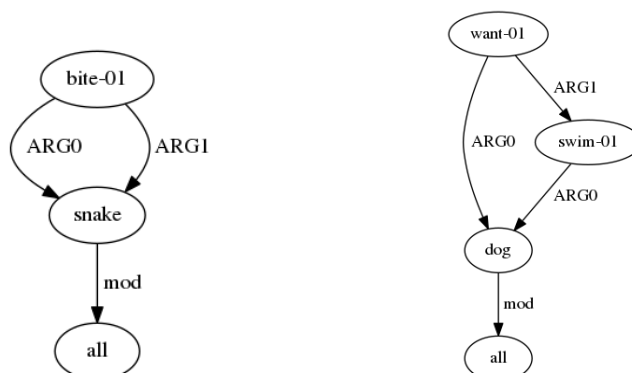 bite-01
ARG0 ARG1
snake
mod
all
want-01
ARG1
swim-01
ARG0
ARG0
dog
mod
all